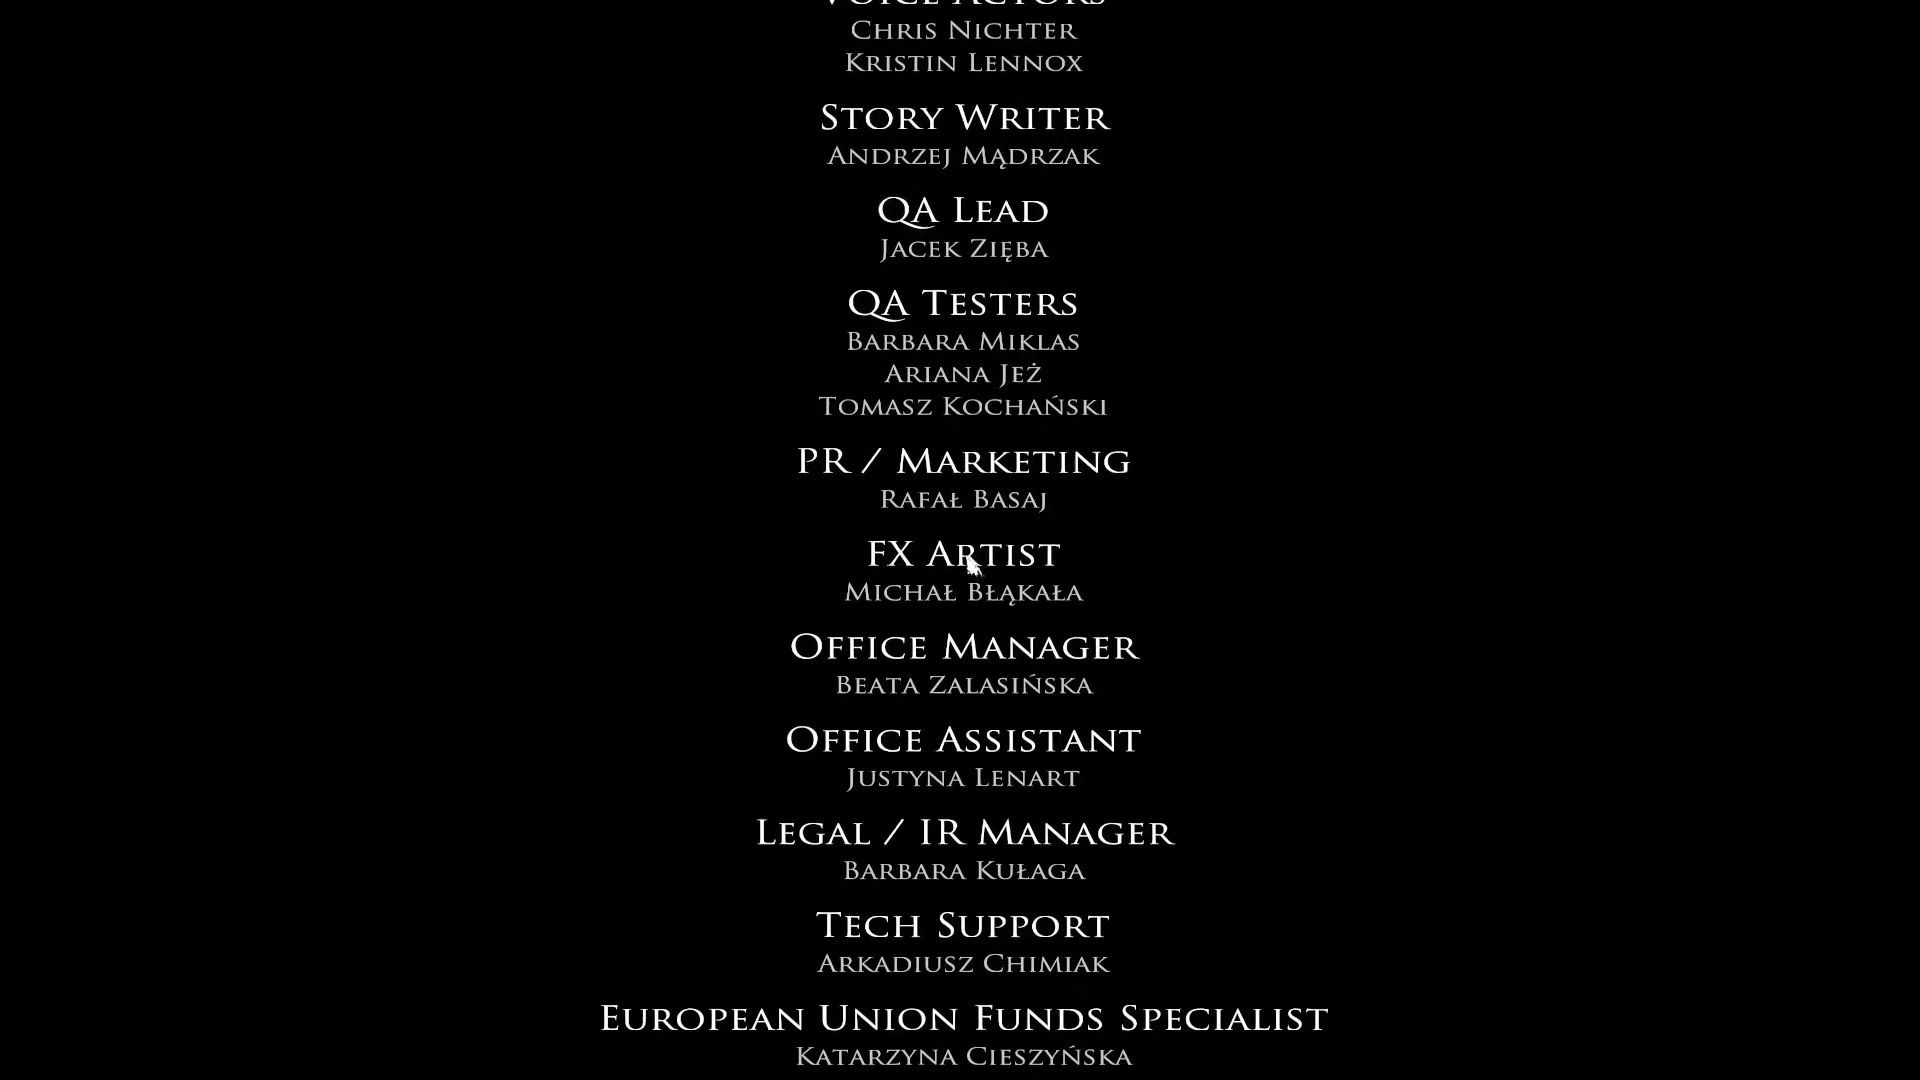 Voice Actors
Chris Nichter
Kristin Lennox
Story Writer
Andrzej Mądrzak
QA Lead
Jacek Zięba
QA Testers
Barbara Miklas
Ariana Jeż
Tomasz Kochański
PR / Marketing
Rafał Basaj
FX Artist
Michał Błąkała
Office Manager
Beata Zalasińska
Office Assistant
Justyna Lenart
Legal / IR Manager
Barbara Kułaga
Tech Support
Arkadiusz Chimiak
European Union Funds Specialist
Katarzyna Cieszyńska